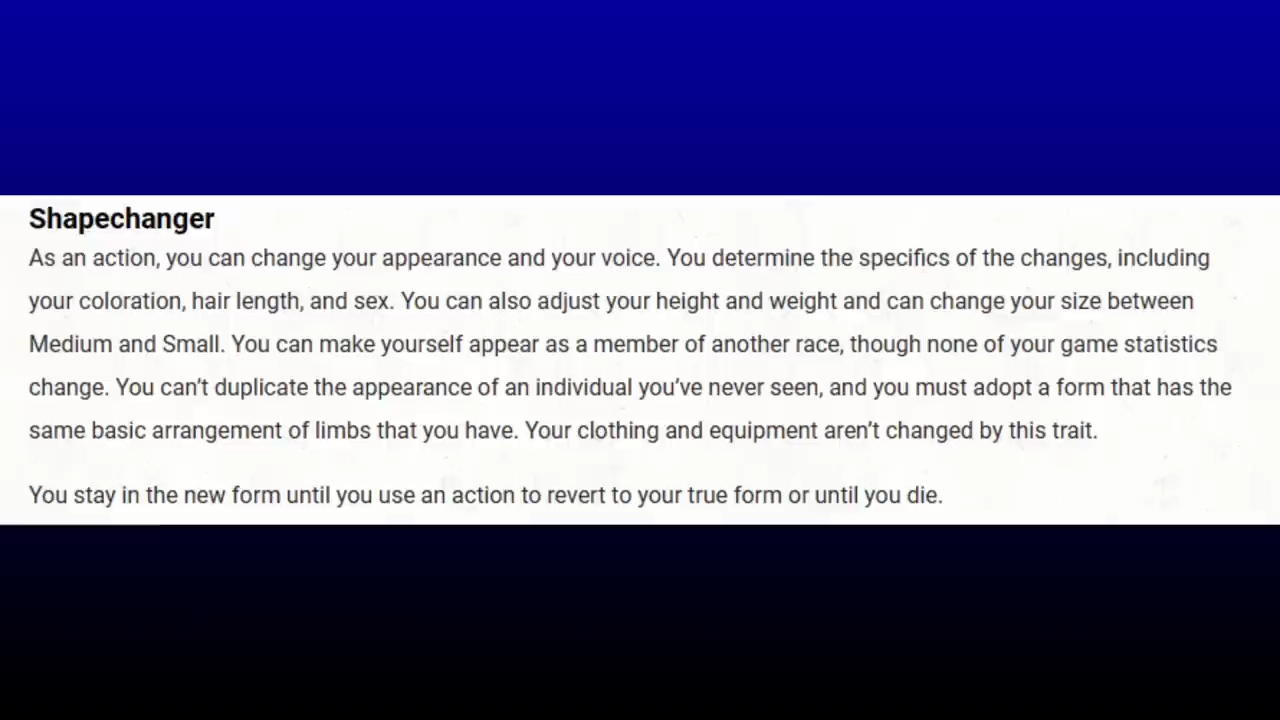 Shapechanger
As an action, you can change your appearance and your voice. You determine the specifics of the changes, including
your coloration, hair length, and sex. You can also adjust your height and weight and can change your size between
Medium and Small. You can make yourself appear as a member of another race, though none of your game statistics
change. You can’t duplicate the appearance of an individual you’ve never seen, and you must adopt a form that has the
same basic arrangement of limbs that you have. Your clothing and equipment aren’t changed by this trait.
You stay in the new form until you use an action to revert to your true form or until you die.